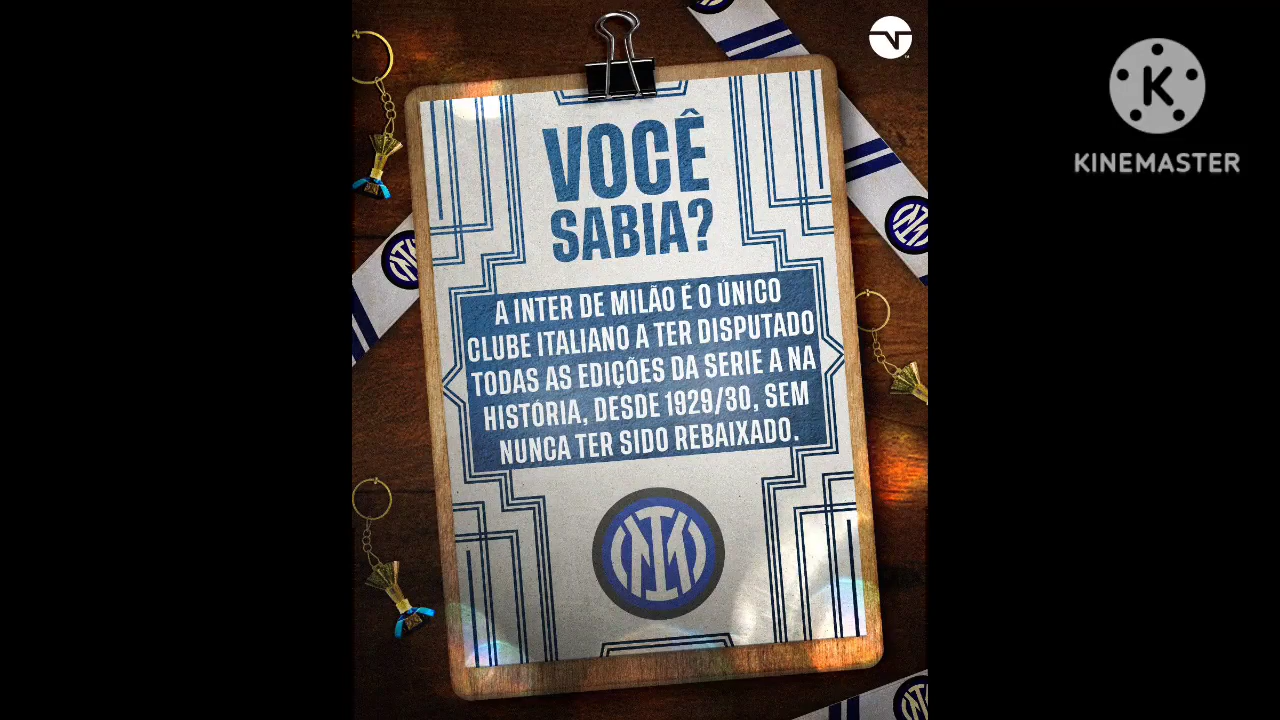 VOCÊ
SABIA?
A INTER DE MILÃO É O ÚNICO
CLUBE ITALIANO A TER DISPUTADO
TODAS AS EDIÇÕES DA SERIE A NA
HISTÓRIA, DESDE 1929/30, SEM
NUNCA TER SIDO REBAIXADO.
K
KINEMASTER